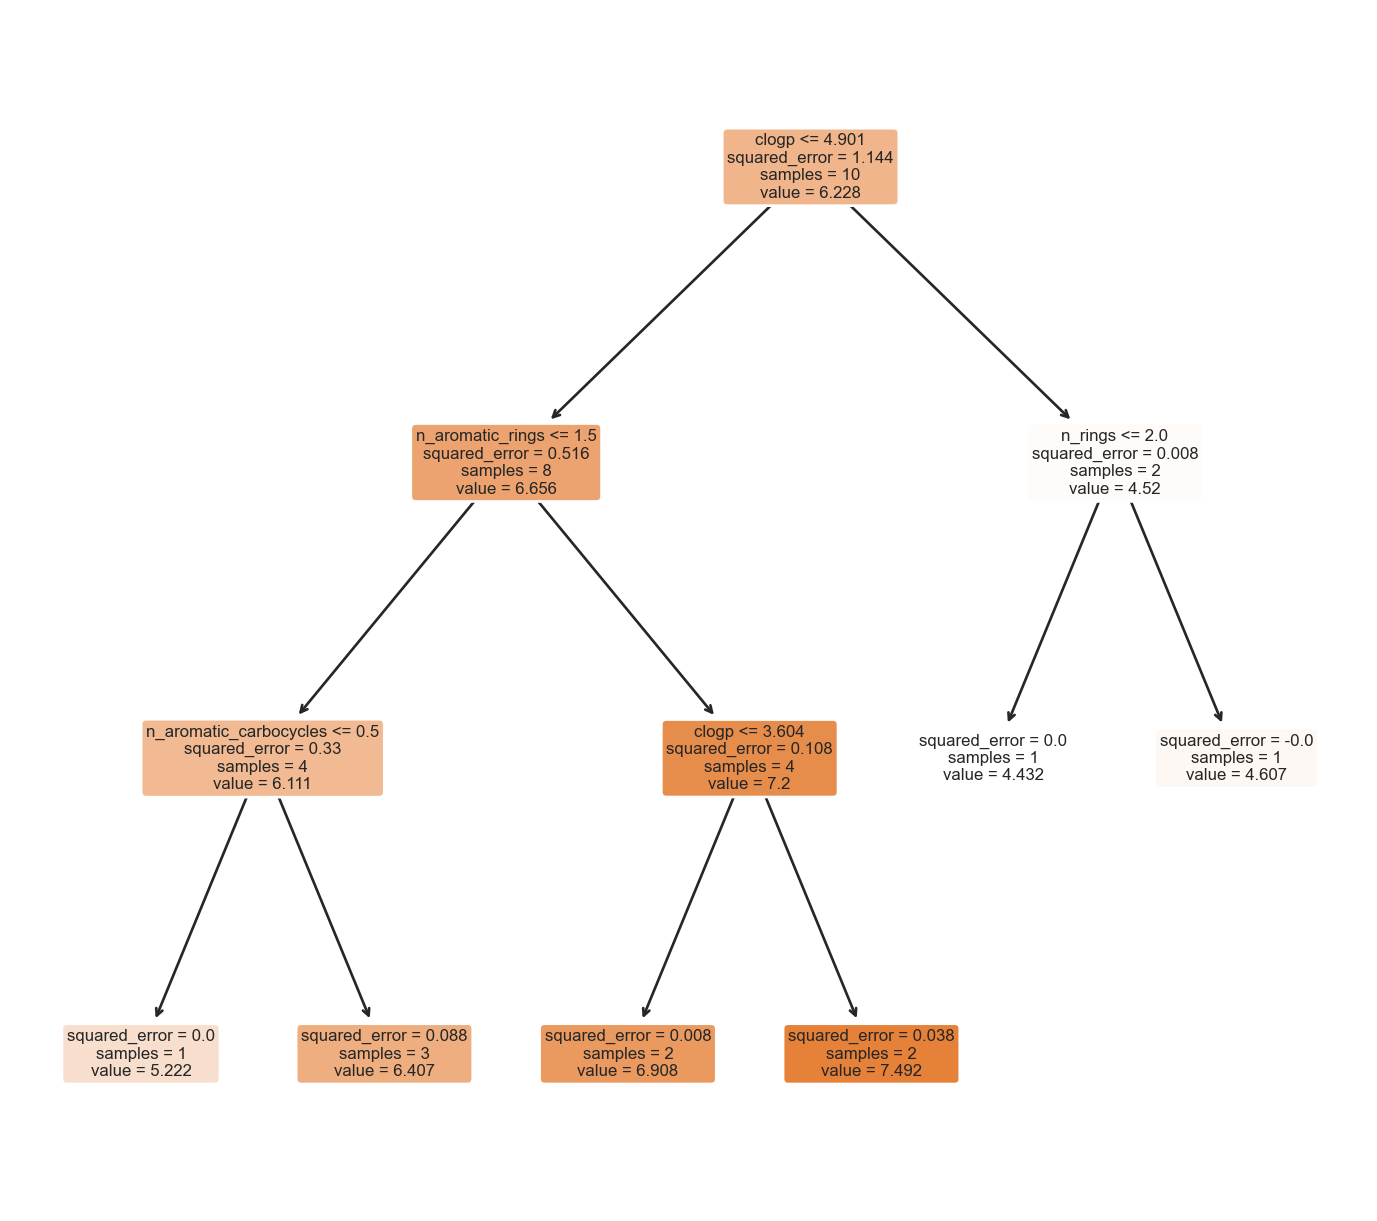 clogp <= 4.901
squared_error = 1.144
samples = 10
value = 6.228
n_aromatic_rings <= 1.5
squared_error = 0.516
samples = 8
value = 6.656
n_rings <= 2.0
squared_error = 0.008
samples = 2
value = 4.52
n_aromatic_carbocycles <= 0.5
squared_error = 0.33
samples = 4
value = 6.111
clogp <= 3.604
squared_error = 0.108
samples = 4
value = 7.2
squared_error = 0.0
samples = 1
value = 4.432
squared_error = -0.0
samples = 1
value = 4.607
squared_error = 0.0
samples = 1
value = 5.222
squared_error = 0.088
samples = 3
value = 6.407
squared_error = 0.008
samples = 2
value = 6.908
squared_error = 0.038
samples = 2
value = 7.492